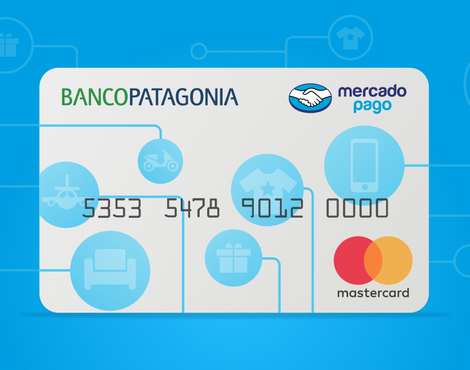 BANCOPATAGONIA
mercado
pago
5353 5478 9012 0000
mastercard